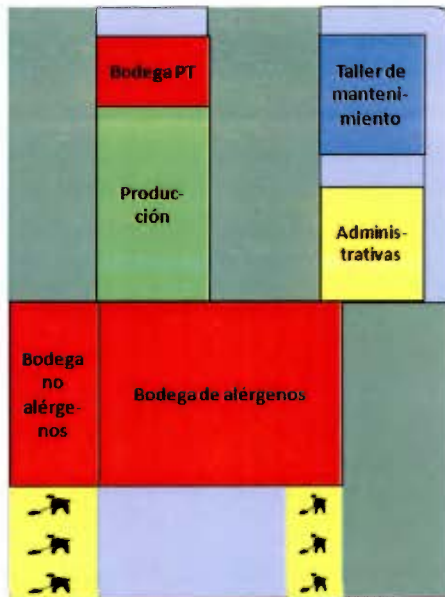 Bodega PT
Taller de
manteni-
miento
Produc-
ción
Adminis-
trativas
Bodega
no
alérge-
nos
Bodega de alérgenos